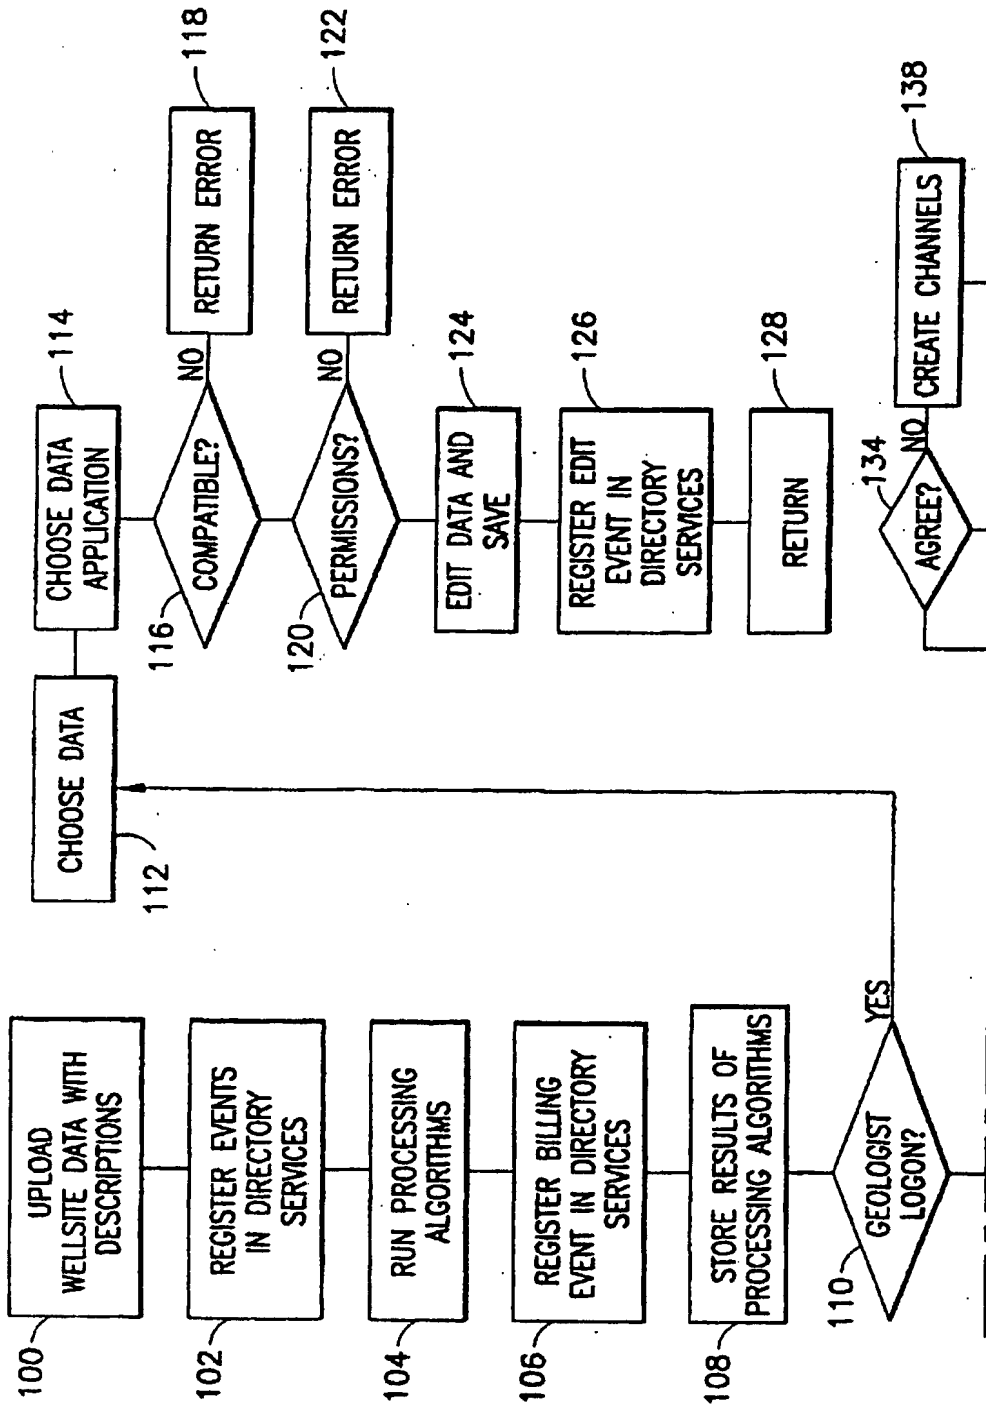 100
UPLOAD
WELLSITE DATA WITH
DESCRIPTIONS
102
REGISTER EVENTS
IN DIRECTORY
SERVICES
104
RUN PROCESSING
ALGORITHMS
106
REGISTER BILLING
EVENT IN DIRECTORY
SERVICES
108
STORE RESULTS OF
PROCESSING ALGORITHMS
110
GEOLOGIST
LOGON?
YES
CHOOSE DATA
112
CHOOSE DATA
APPLICATION
114
116
COMPATIBLE?
NO
RETURN ERROR
118
120
PERMISSIONS?
NO
RETURN ERROR
122
EDIT DATA AND
SAVE
124
REGISTER EDIT
EVENT IN
DIRECTORY
SERVICES
126
RETURN
128
AGREE?
134
NO
CREATE CHANNELS
138